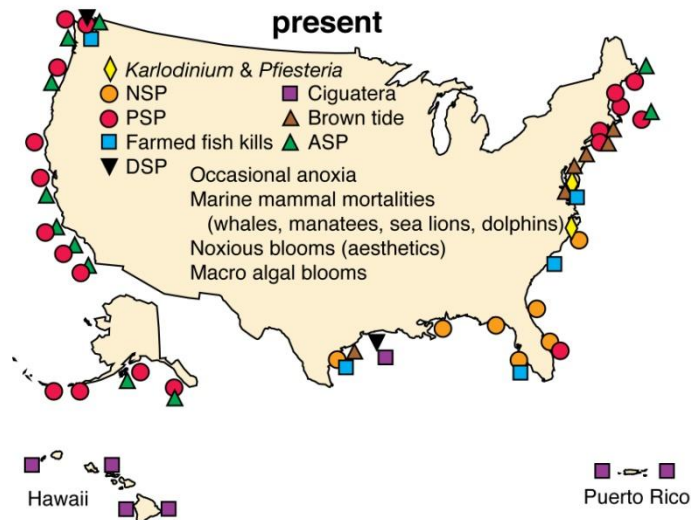 present
Karlodinium & Pfiesteria
NSP
Ciguatera
PSP
Brown tide
Farmed fish kills
ASP
DSP
Occasional anoxia
Marine mammal mortalities
(whales, manatees, sea lions, dolphins)
Noxious blooms (aesthetics)
Macro algal blooms
Hawaii
Puerto Rico